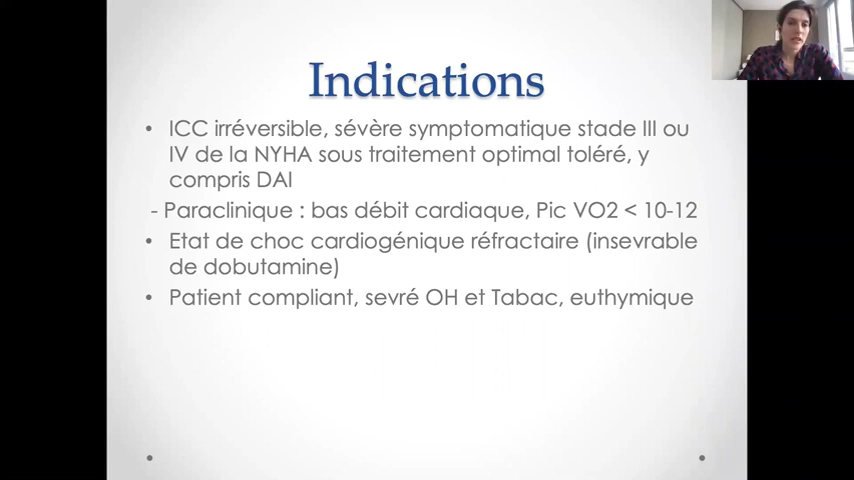 Indications
• ICC irréversible, sévère symptomatique stade III ou
IV de la NYHA sous traitement optimal toléré, y
compris DAI
- Paraclinique : bas débit cardiaque, Pic VO2 < 10-12
• Etat de choc cardiogénique réfractaire (insevrable
de dobutamine)
• Patient compliant, sevré OH et Tabac, euthymique